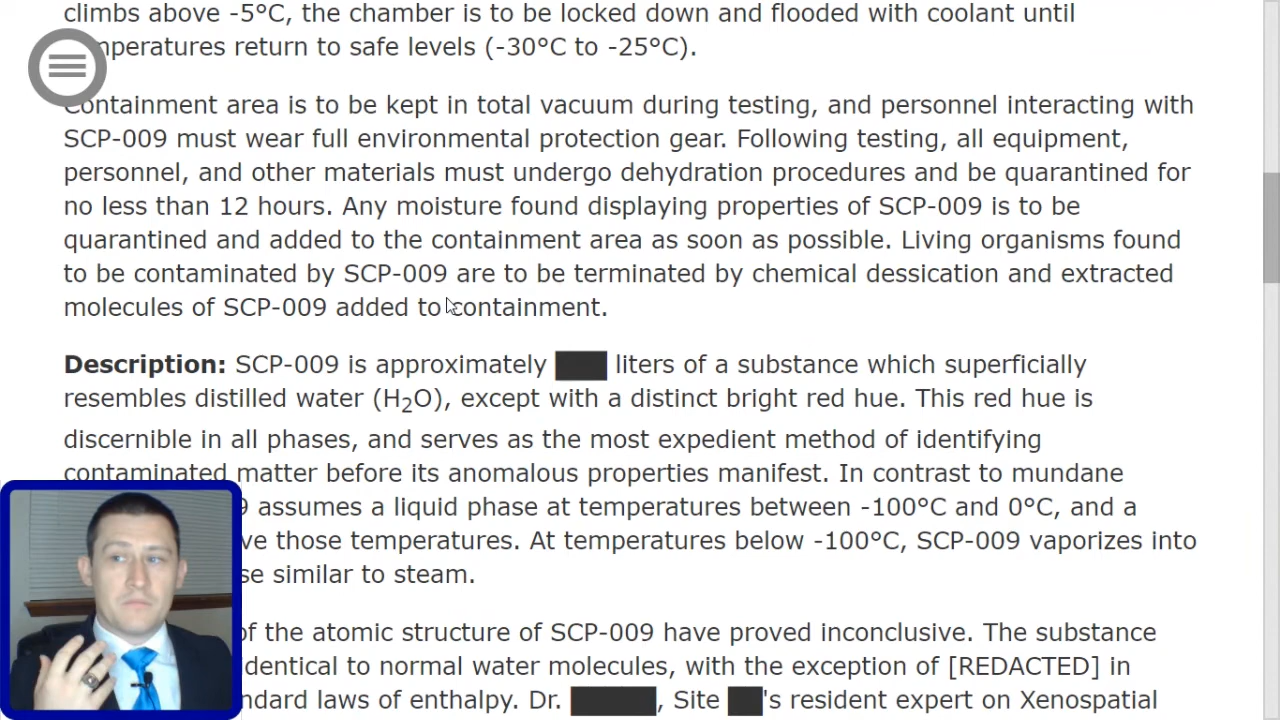 climbs above -5°C, the chamber is to be locked down and flooded with coolant until
temperatures return to safe levels (-30°C to -25°C).
Containment area is to be kept in total vacuum during testing, and personnel interacting with
SCP-009 must wear full environmental protection gear. Following testing, all equipment,
personnel, and other materials must undergo dehydration procedures and be quarantined for
no less than 12 hours. Any moisture found displaying properties of SCP-009 is to be
quarantined and added to the containment area as soon as possible. Living organisms found
to be contaminated by SCP-009 are to be terminated by chemical dessication and extracted
molecules of SCP-009 added to containment.
Description: SCP-009 is approximately ███ liters of a substance which superficially
resembles distilled water (H₂O), except with a distinct bright red hue. This red hue is
discernible in all phases, and serves as the most expedient method of identifying
contaminated matter before its anomalous properties manifest. In contrast to mundane
assumes a liquid phase at temperatures between -100°C and 0°C, and a
those temperatures. At temperatures below -100°C, SCP-009 vaporizes into
similar to steam.
of the atomic structure of SCP-009 have proved inconclusive. The substance
identical to normal water molecules, with the exception of [REDACTED] in
laws of enthalpy. Dr. █████, Site ██'s resident expert on Xenospatial